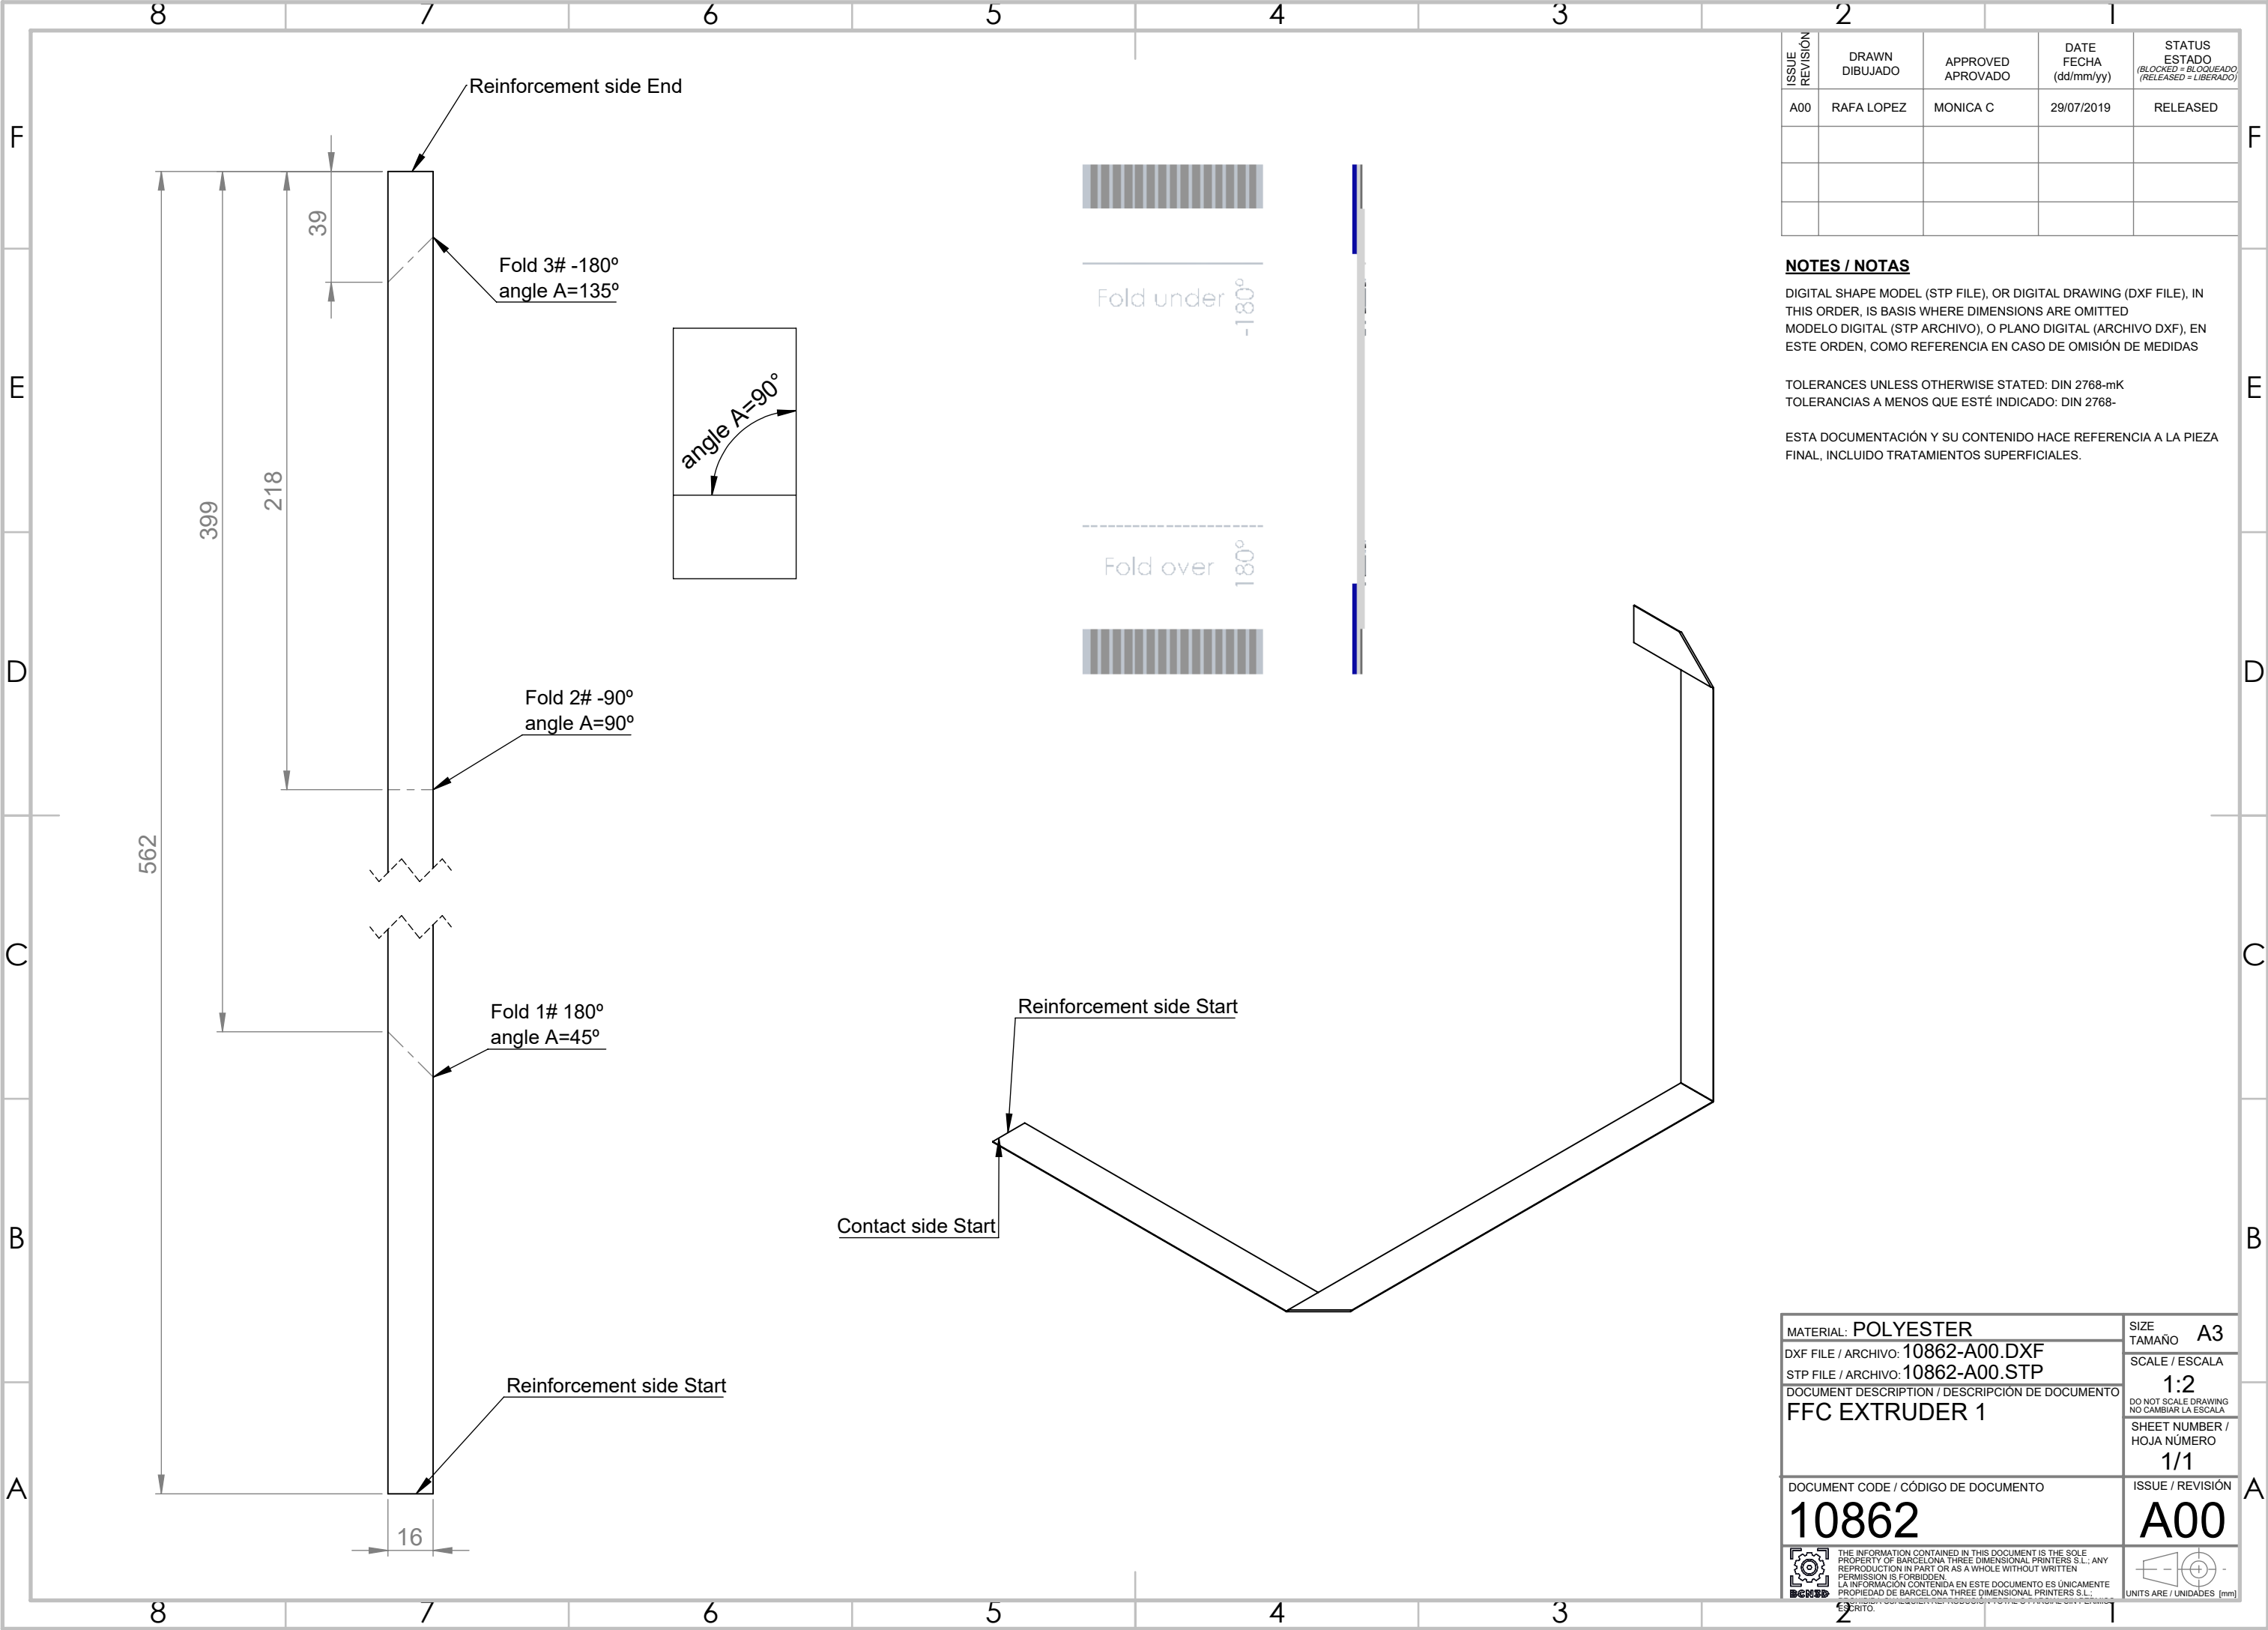 8 7 6 5 4 3 2 1
F
E
D
C
B
A
Reinforcement side End
39
Fold 3# -180º
angle A=135º
218
399
562
angle A=90°
Fold 2# -90º
angle A=90º
Fold 1# 180º
angle A=45º
Reinforcement side Start
16
Fold under -180º
Fold over 180º
Reinforcement side Start
Contact side Start
ISSUE
REVISIÓN
DRAWN
DIBUJADO
APPROVED
APROVADO
DATE
FECHA
(dd/mm/yy)
STATUS
ESTADO
(BLOCKED = BLOQUEADO)
(RELEASED = LIBERADO)
A00 RAFA LOPEZ MONICA C 29/07/2019 RELEASED
NOTES / NOTAS
DIGITAL SHAPE MODEL (STP FILE), OR DIGITAL DRAWING (DXF FILE), IN
THIS ORDER, IS BASIS WHERE DIMENSIONS ARE OMITTED
MODELO DIGITAL (STP ARCHIVO), O PLANO DIGITAL (ARCHIVO DXF), EN
ESTE ORDEN, COMO REFERENCIA EN CASO DE OMISIÓN DE MEDIDAS
TOLERANCES UNLESS OTHERWISE STATED: DIN 2768-mK
TOLERANCIAS A MENOS QUE ESTÉ INDICADO: DIN 2768-
ESTA DOCUMENTACIÓN Y SU CONTENIDO HACE REFERENCIA A LA PIEZA
FINAL, INCLUIDO TRATAMIENTOS SUPERFICIALES.
MATERIAL: POLYESTER
DXF FILE / ARCHIVO: 10862-A00.DXF
STP FILE / ARCHIVO: 10862-A00.STP
DOCUMENT DESCRIPTION / DESCRIPCIÓN DE DOCUMENTO
FFC EXTRUDER 1
SIZE
TAMAÑO A3
SCALE / ESCALA
1:2
DO NOT SCALE DRAWING
NO CAMBIAR LA ESCALA
SHEET NUMBER /
HOJA NÚMERO
1/1
DOCUMENT CODE / CÓDIGO DE DOCUMENTO
10862
ISSUE / REVISIÓN
A00
BCN3D
THE INFORMATION CONTAINED IN THIS DOCUMENT IS THE SOLE
PROPERTY OF BARCELONA THREE DIMENSIONAL PRINTERS S.L.; ANY
REPRODUCTION IN PART OR AS A WHOLE WITHOUT WRITTEN
PERMISSION IS FORBIDDEN.
LA INFORMACIÓN CONTENIDA EN ESTE DOCUMENTO ES ÚNICAMENTE
PROPIEDAD DE BARCELONA THREE DIMENSIONAL PRINTERS S.L.;
ESCRITO.
UNITS ARE / UNIDADES [mm]
F
E
D
C
B
A
8 7 6 5 4 3 2 1